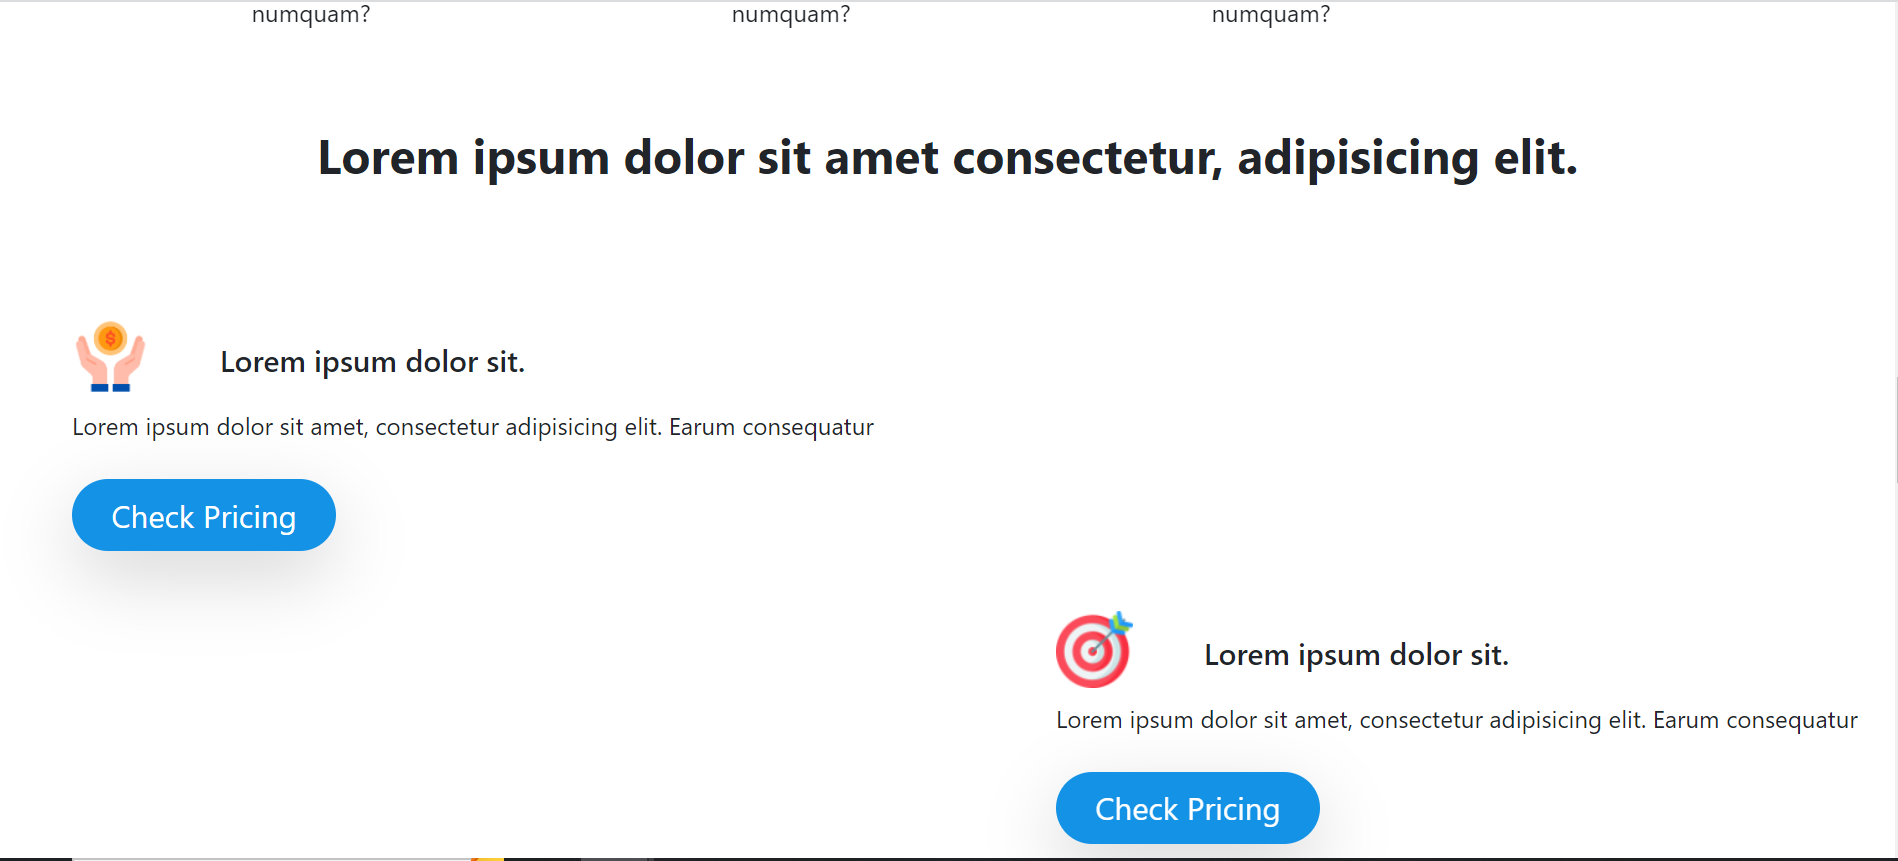 numquam? numquam? numquam?
Lorem ipsum dolor sit amet consectetur, adipisicing elit.
$
Lorem ipsum dolor sit.
Lorem ipsum dolor sit amet, consectetur adipisicing elit. Earum consequatur
Check Pricing
Lorem ipsum dolor sit.
Lorem ipsum dolor sit amet, consectetur adipisicing elit. Earum consequatur
Check Pricing